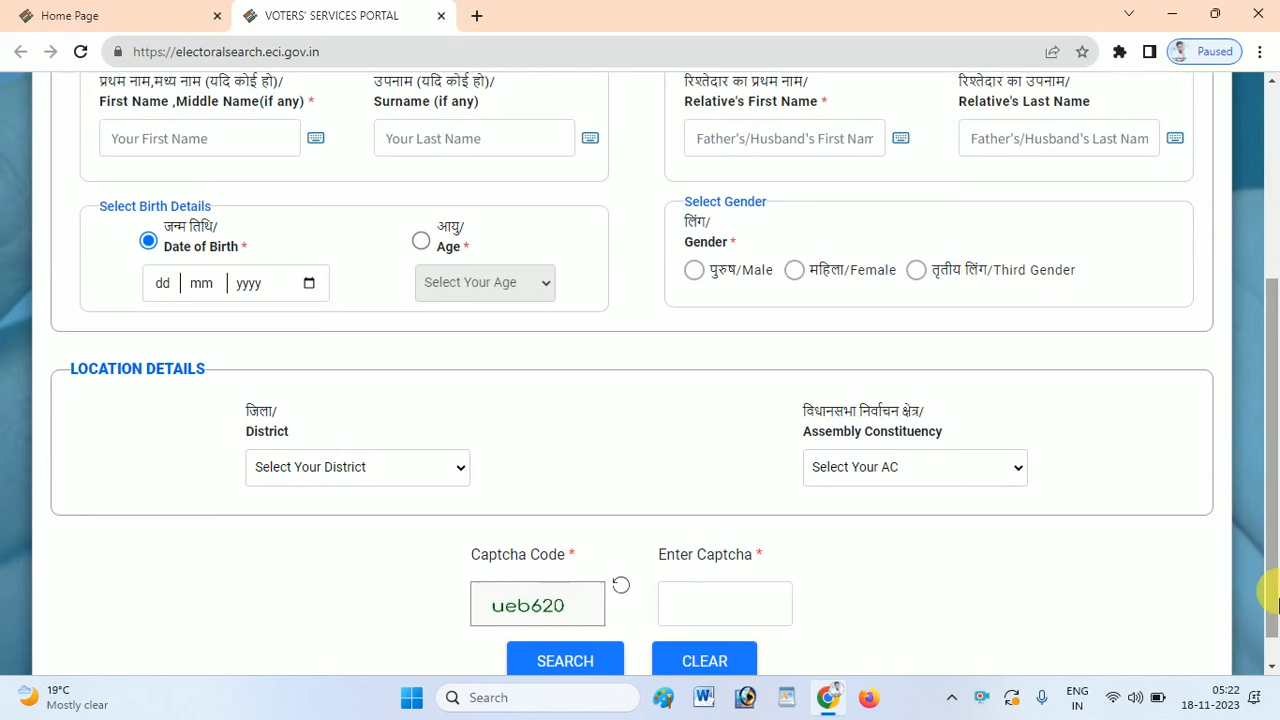 Home Page
VOTERS' SERVICES PORTAL
https://electoralsearch.eci.gov.in
Paused
प्रथम नाम,मध्य नाम (यदि कोई हो)/
First Name ,Middle Name(if any) *
उपनाम (यदि कोई हो)/
Surname (if any)
रिश्तेदार का प्रथम नाम/
Relative's First Name *
रिश्तेदार का उपनाम/
Relative's Last Name
Your First Name
Your Last Name
Father's/Husband's First Nam
Father's/Husband's Last Nam
Select Birth Details
जन्म तिथि/
Date of Birth *
आयु/
Age *
dd mm yyyy
Select Your Age
Select Gender
लिंग/
Gender *
पुरुष/Male
महिला/Female
तृतीय लिंग/Third Gender
LOCATION DETAILS
जिला/
District
Select Your District
विधानसभा निर्वाचन क्षेत्र/
Assembly Constituency
Select Your AC
Captcha Code *
Enter Captcha *
ueb620
SEARCH
CLEAR
19°C
Mostly clear
Search
ENG
IN
05:22
18-11-2023